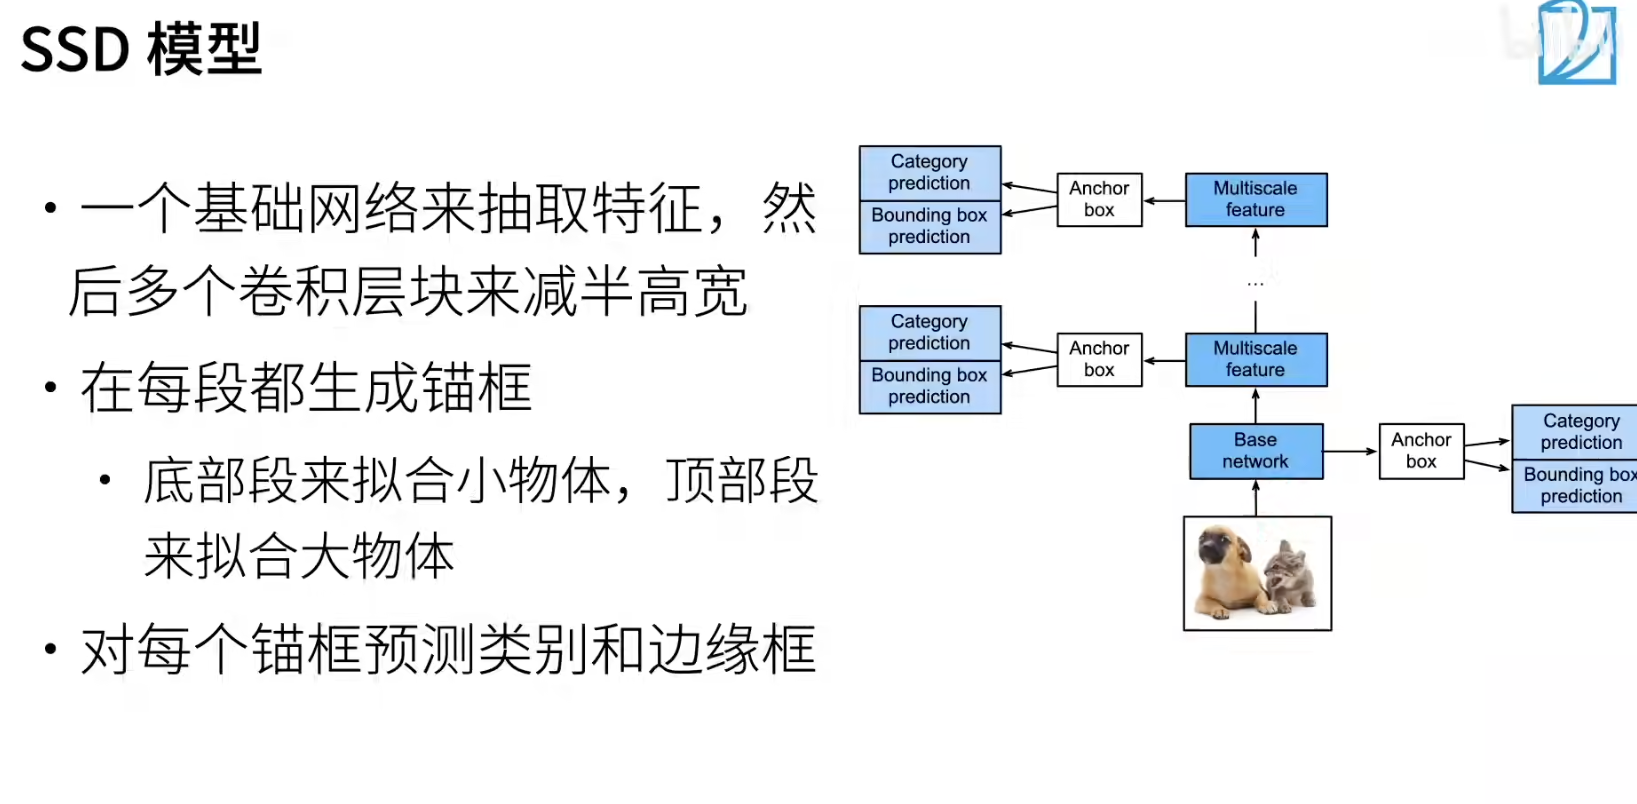 SSD 模型
• 一个基础网络来抽取特征，然
后多个卷积层块来减半高宽
• 在每段都生成锚框
• 底部段来拟合小物体，顶部段
来拟合大物体
• 对每个锚框预测类别和边缘框
Category
prediction
Bounding box
prediction
Anchor
box
Multiscale
feature
...
Category
prediction
Bounding box
prediction
Anchor
box
Multiscale
feature
Base
network
Anchor
box
Category
prediction
Bounding box
prediction